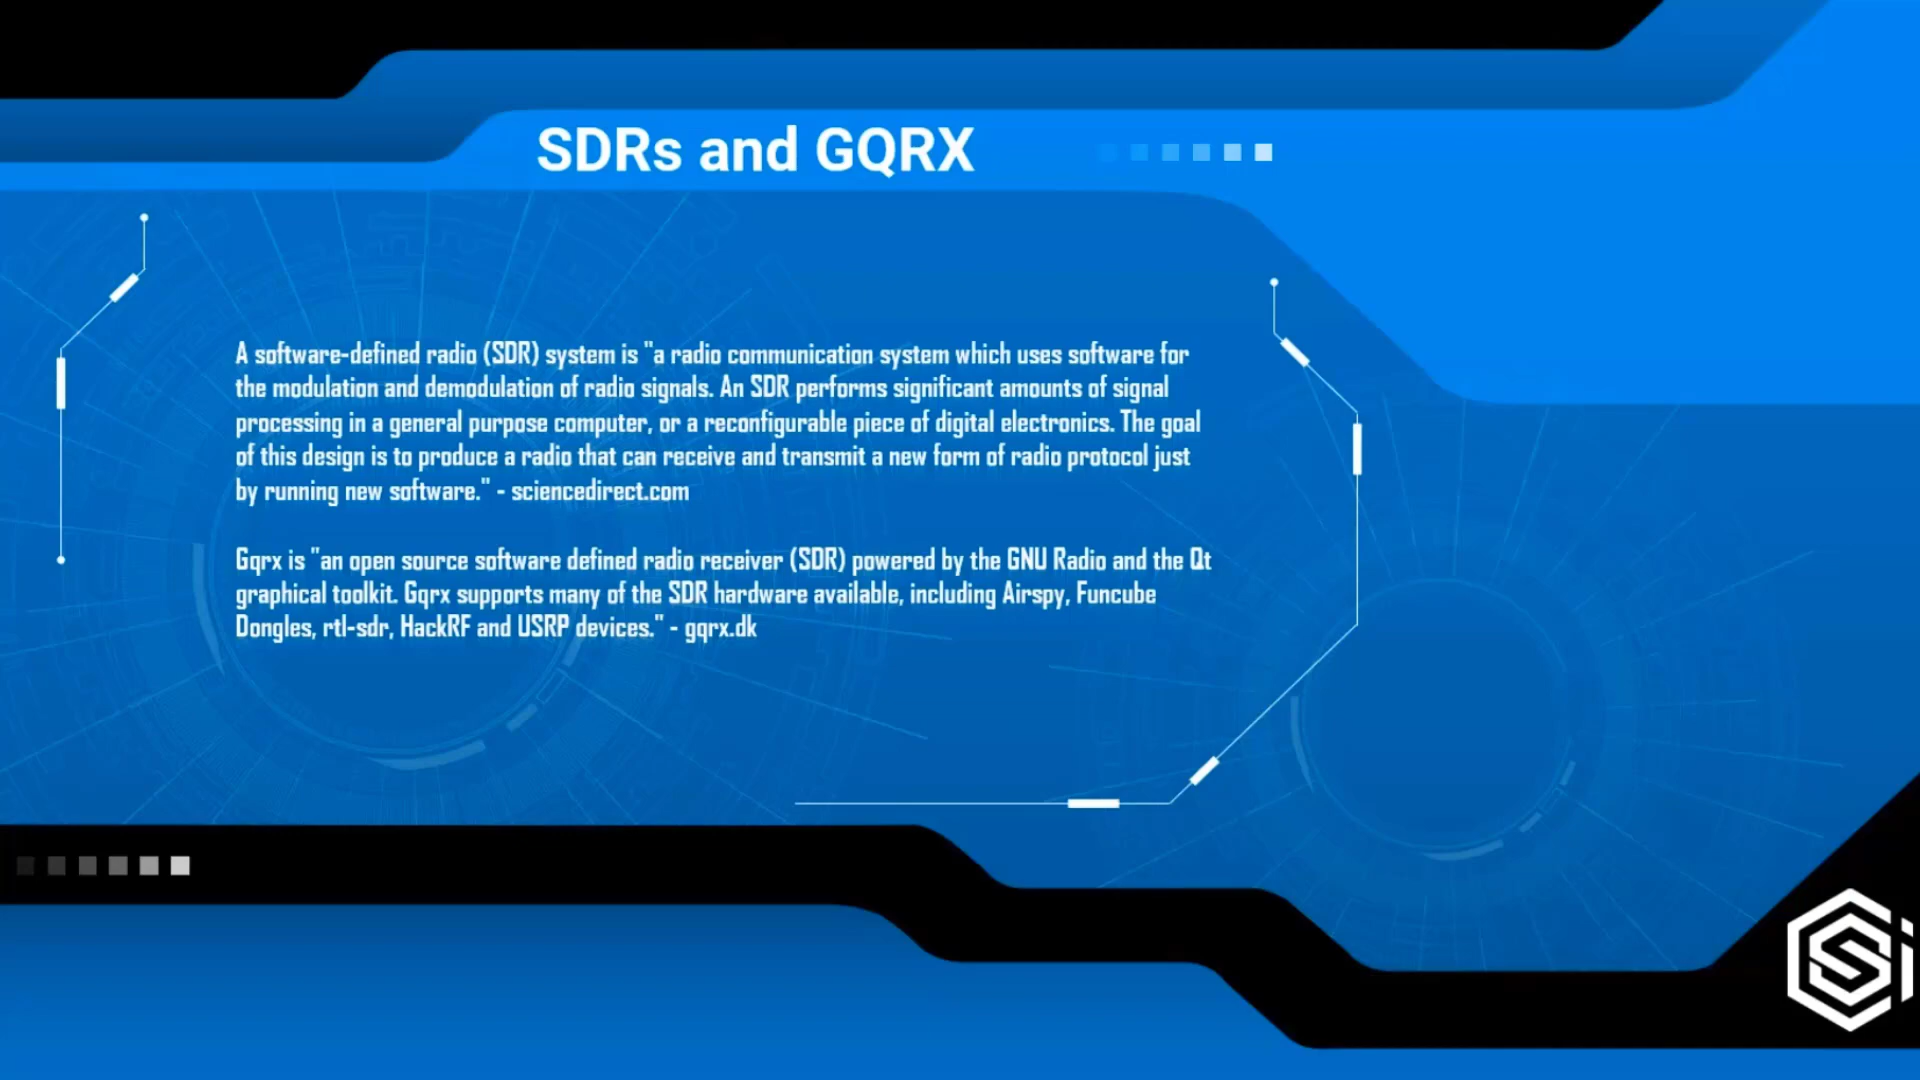 SDRs and GQRX
A software-defined radio (SDR) system is "a radio communication system which uses software for
the modulation and demodulation of radio signals. An SDR performs significant amounts of signal
processing in a general purpose computer, or a reconfigurable piece of digital electronics. The goal
of this design is to produce a radio that can receive and transmit a new form of radio protocol just
by running new software." - sciencedirect.com
Gqrx is "an open source software defined radio receiver (SDR) powered by the GNU Radio and the Qt
graphical toolkit. Gqrx supports many of the SDR hardware available, including Airspy, Funcube
Dongles, rtl-sdr, HackRF and USRP devices." - gqrx.dk